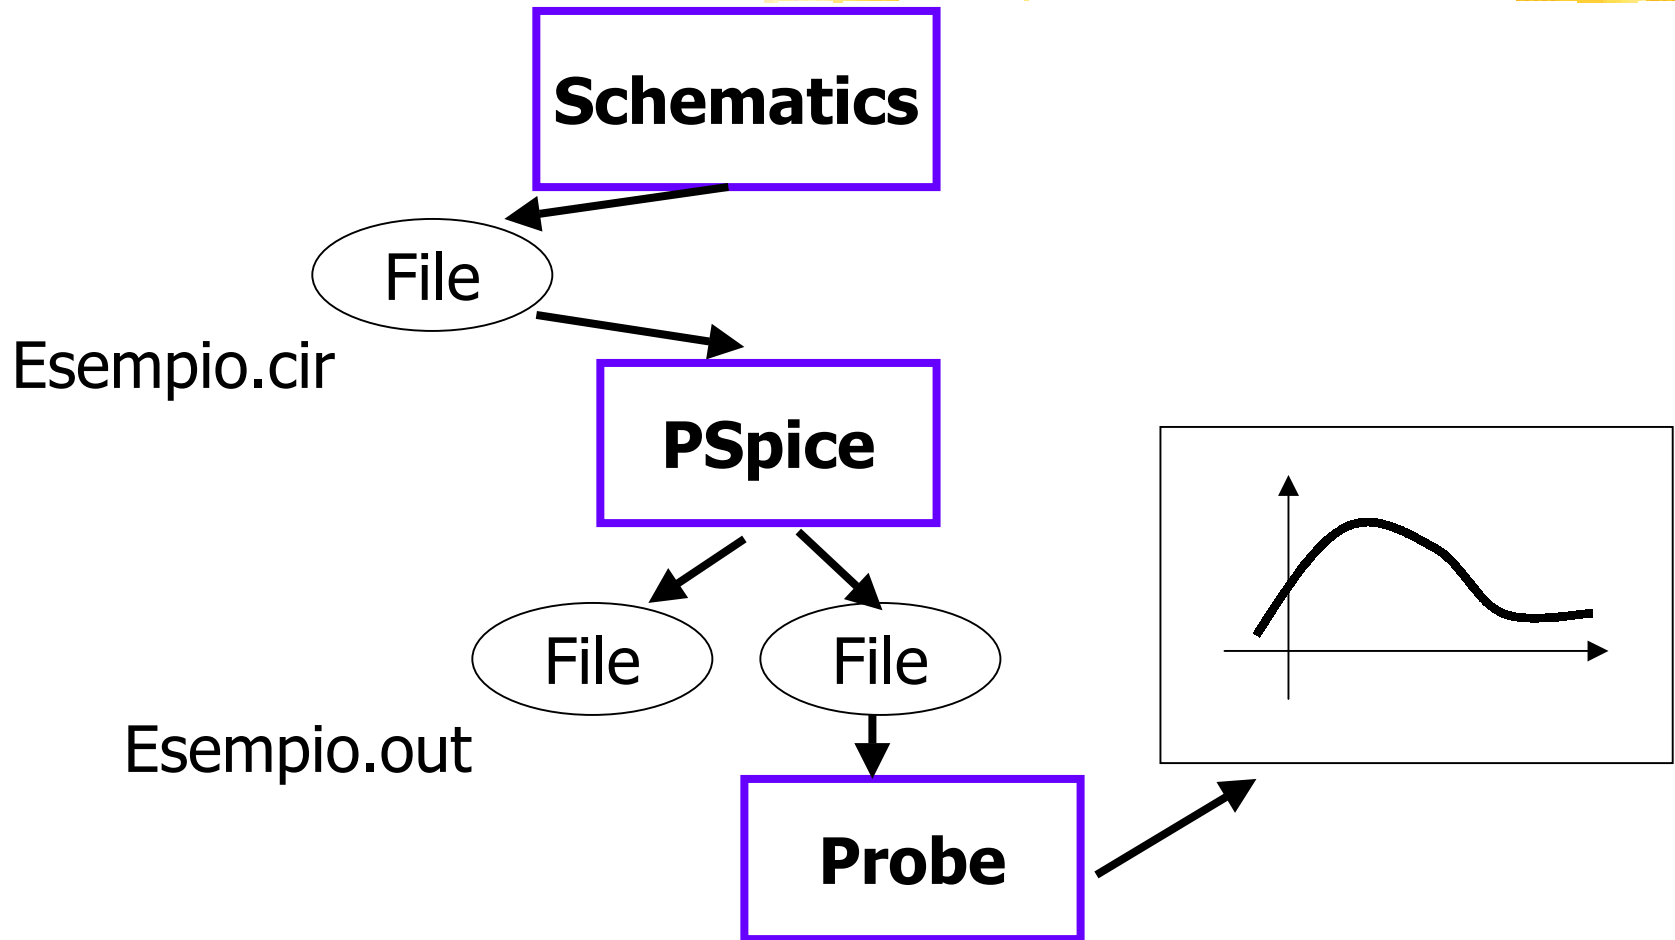 Schematics
File
Esempio.cir
PSpice
File
File
Esempio.out
Probe